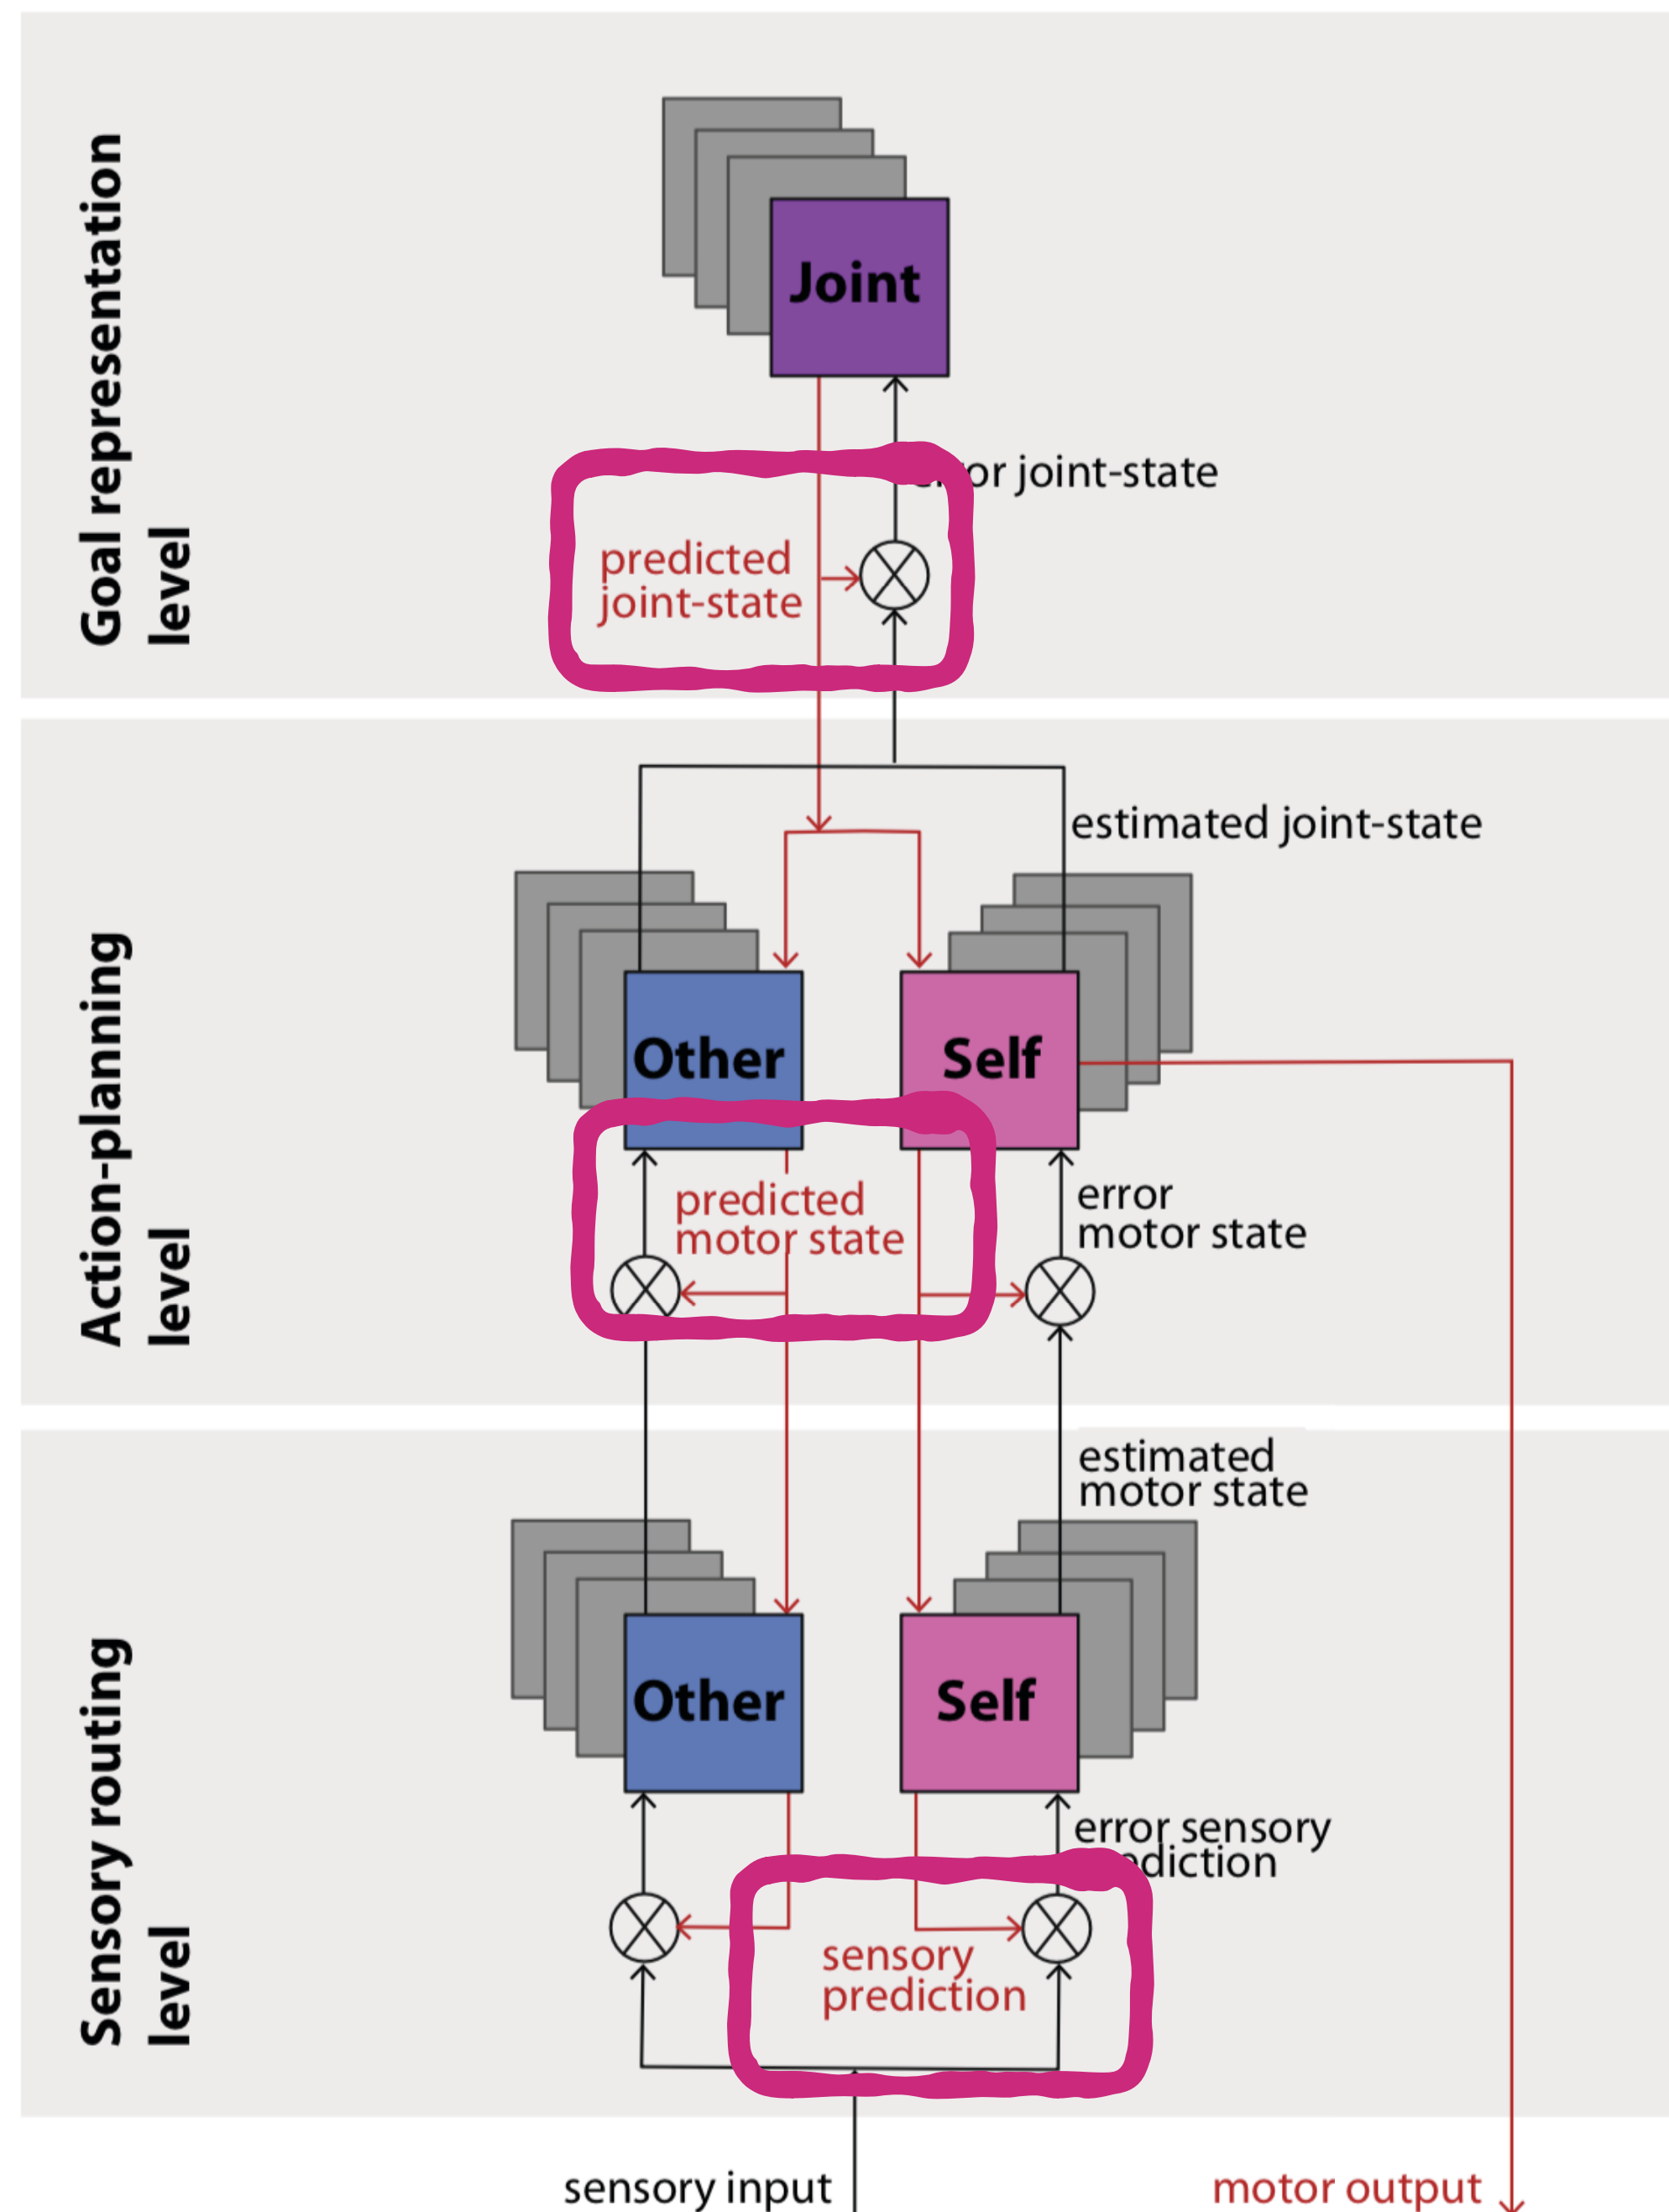 Goal representation
level
Joint
or joint-state
predicted
joint-state
Action-planning
level
estimated joint-state
Other
Self
predicted
motor state
error
motor state
Sensory routing
level
estimated
motor state
Other
Self
error sensory
ediction
sensory
prediction
sensory input
motor output